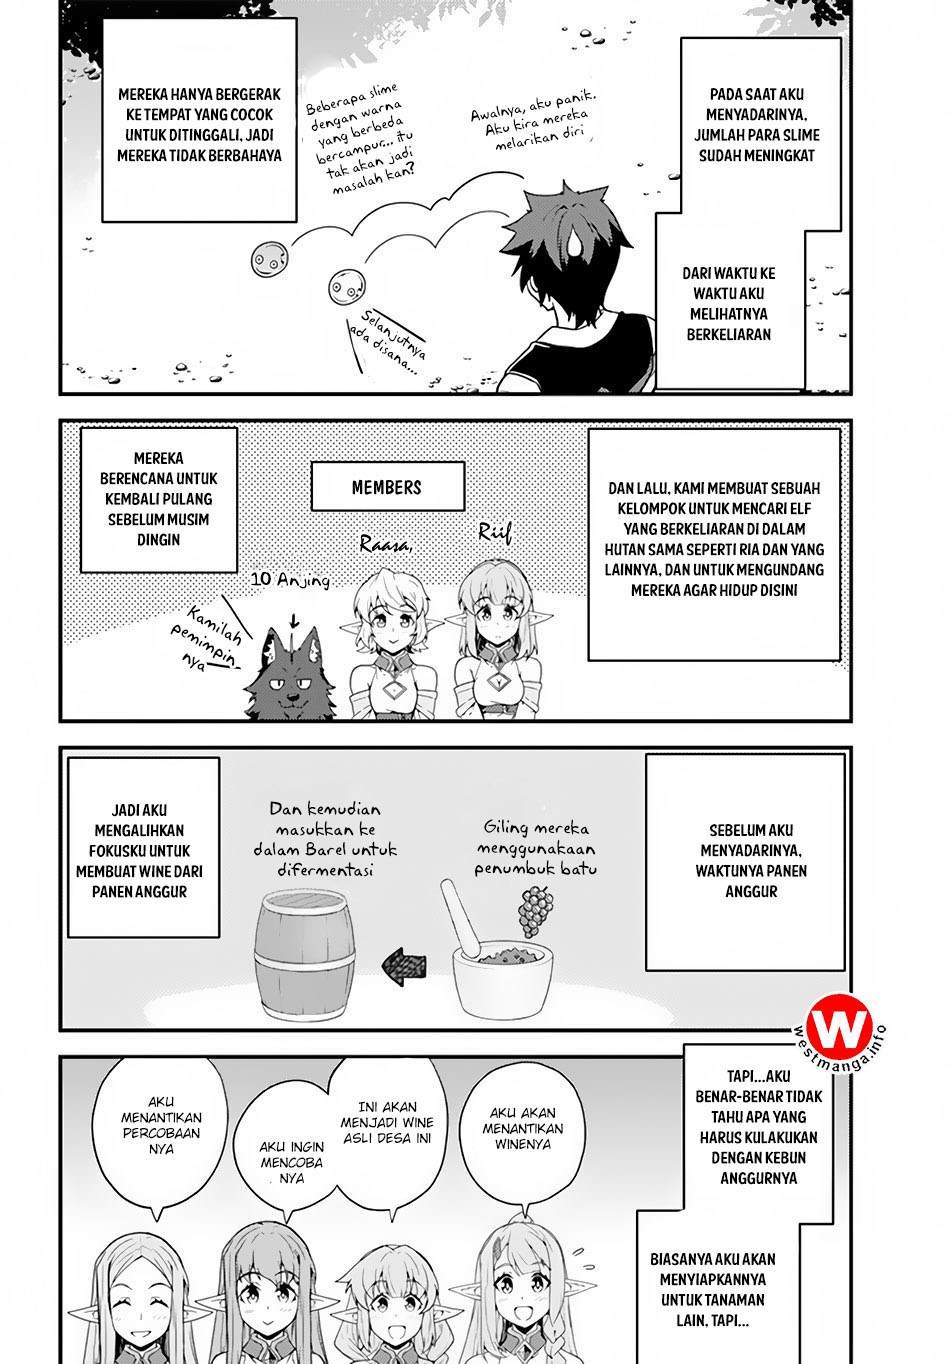 PADA SAAT AKU
MENYADARINYA,
JUMLAH PARA SLIME
SUDAH MENINGKAT
DARI WAKTU KE
WAKTU AKU
MELIHATNYA
BERKELIARAN
Awalnya, aku panik.
Aku kira mereka
melarikan diri
Beberapa slime
dengan warna
yang berbeda
bercampur... itu
tak akan jadi
masalah kan?
Selanjutnya
ada disana...
MEREKA HANYA BERGERAK
KE TEMPAT YANG COCOK
UNTUK DITINGGALI, JADI
MEREKA TIDAK BERBAHAYA
DAN LALU, KAMI MEMBUAT SEBUAH
KELOMPOK UNTUK MENCARI ELF
YANG BERKELIARAN DI DALAM
HUTAN SAMA SEPERTI RIA DAN YANG
LAINNYA, DAN UNTUK MENGUNDANG
MEREKA AGAR HIDUP DISINI
MEMBERS
Riif
Raasa,
10 Anjing
Kamilah
pemimpin-
nya
MEREKA
BERENCANA UNTUK
KEMBALI PULANG
SEBELUM MUSIM
DINGIN
SEBELUM AKU
MENYADARINYA,
WAKTUNYA PANEN
ANGGUR
Giling mereka
menggunakaan
penumbuk batu
Dan kemudian
masukkan ke
dalam Barel untuk
difermentasi
JADI AKU
MENGALIHKAN
FOKUSKU UNTUK
MEMBUAT WINE DARI
PANEN ANGGUR
W
westmanga.info
TAPI...AKU
BENAR-BENAR TIDAK
TAHU APA YANG
HARUS KULAKUKAN
DENGAN KEBUN
ANGGURNYA
BIASANYA AKU AKAN
MENYIAPKANNYA
UNTUK TANAMAN
LAIN, TAPI...
AKU AKAN
MENANTIKAN
WINENYA
INI AKAN
MENJADI WINE
ASLI DESA INI
AKU INGIN
MENCOBA
NYA
AKU
MENANTIKAN
PERCOBAAN
NYA